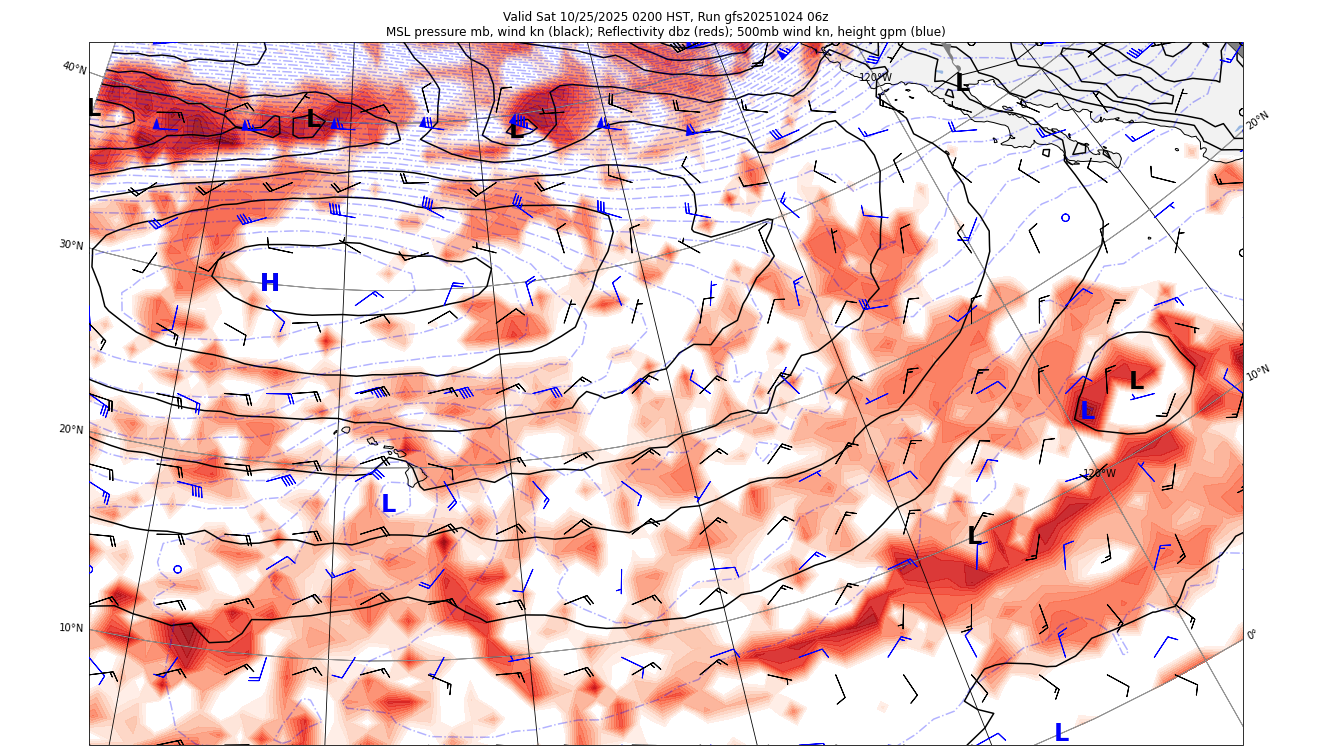 Valid Sat 10/25/2025 0200 HST, Run gfs20251024 06z
MSL pressure mb, wind kn (black); Reflectivity dbz (reds); 500mb wind kn, height gpm (blue)
40°N
120°W
L
L
L
L
20°N
30°N
H
10°N
L
L
20°N
120°W
L
L
10°N
0°
L